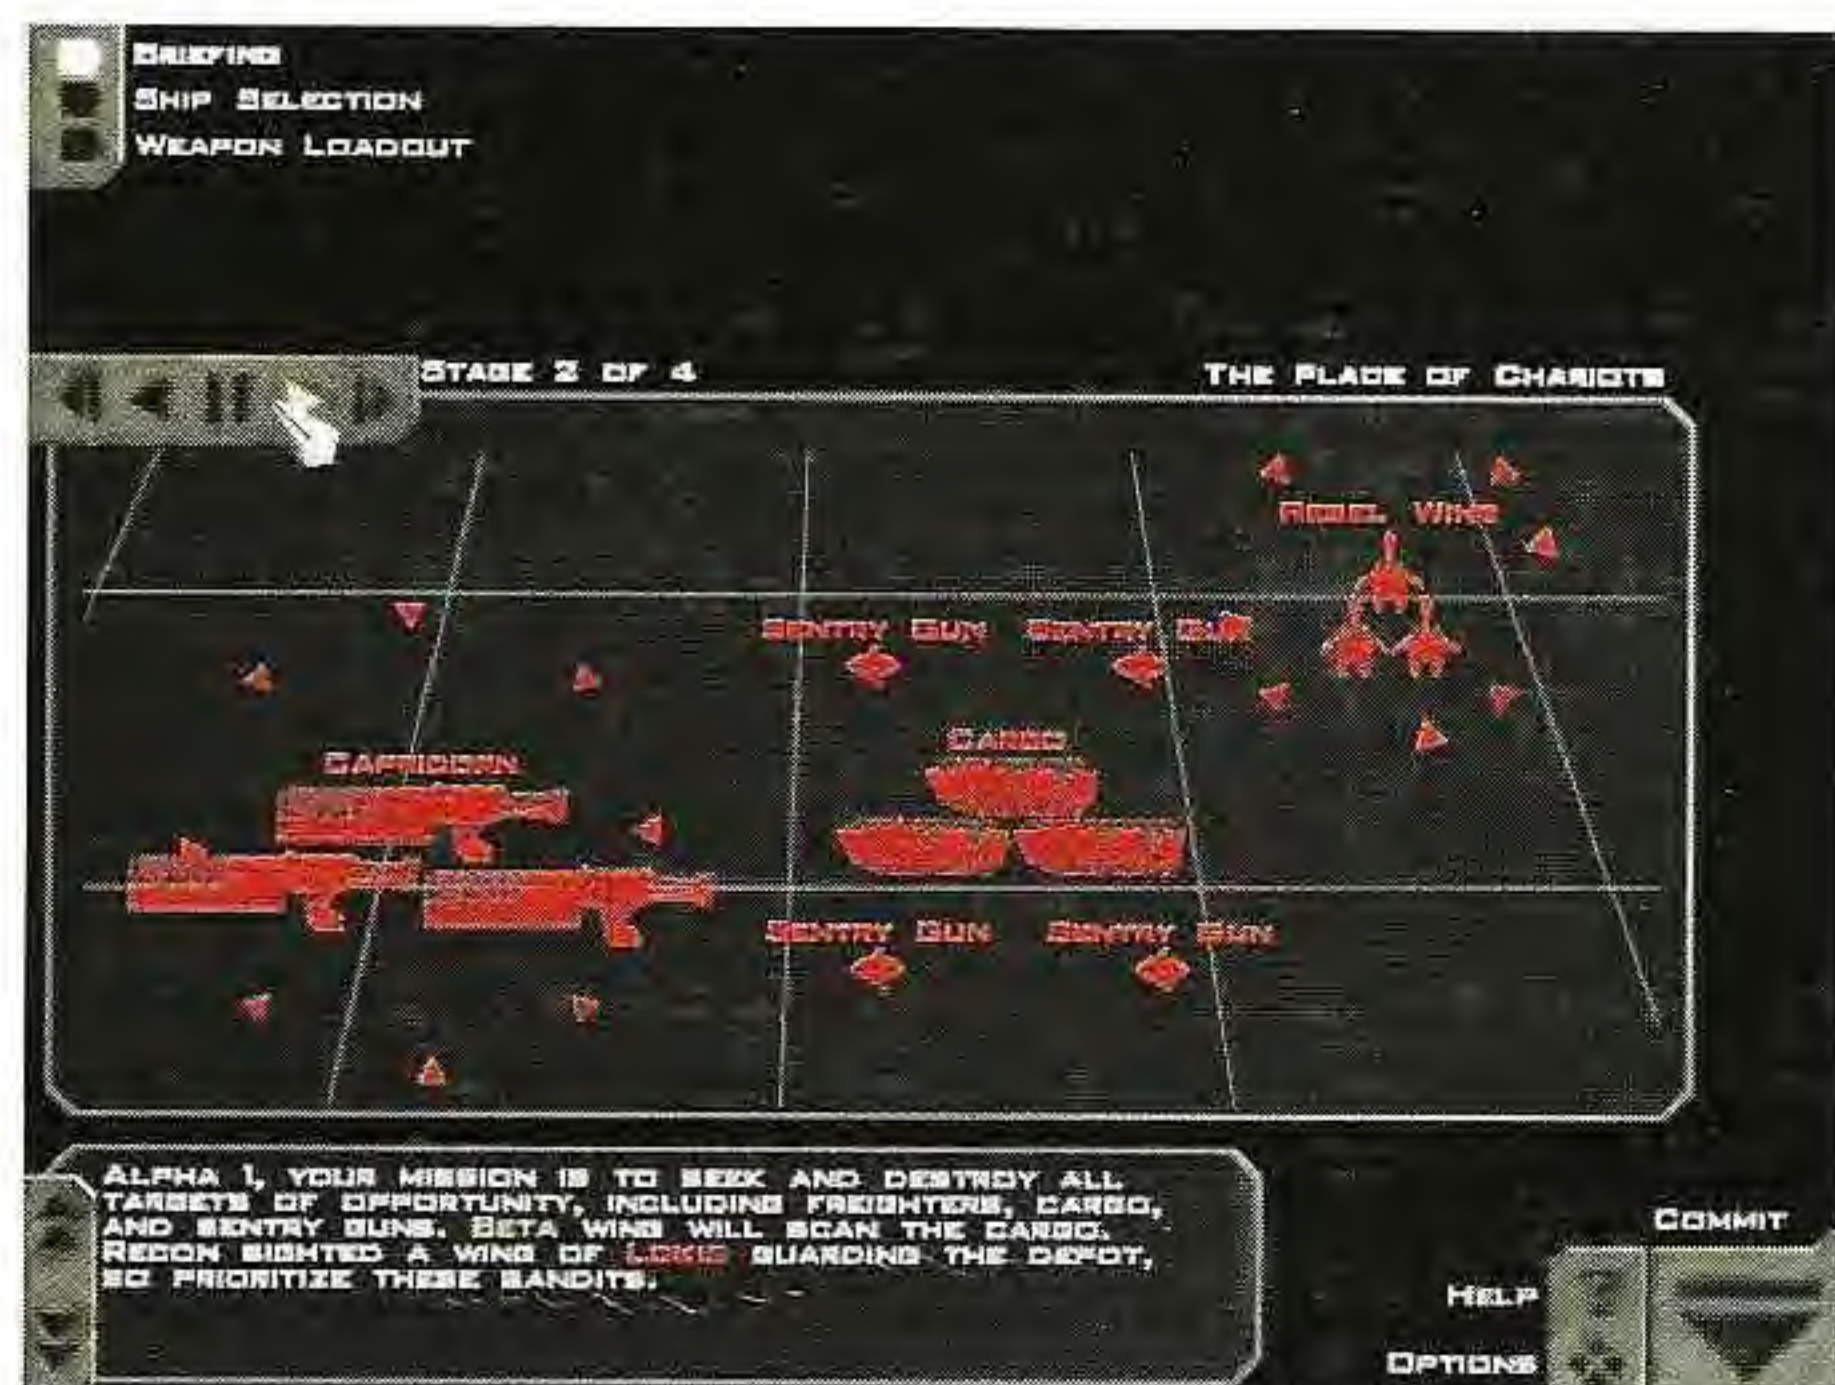 Briefing
Ship Selection
Weapon Loadout
Stage 2 of 4
The Place of Chariots
Rebel Wing
Sentry Gun Sentry Gun
Cargo
Capricorn
Sentry Gun Sentry Gun
Alpha 1, your mission is to seek and destroy all
targets of opportunity, including freighters, cargo,
and sentry guns. Beta wing will scan the cargo.
Recon sighted a wing of Lokis guarding the depot,
so prioritize these bandits.
Commit
Help
Options